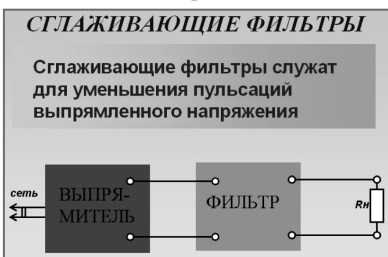 СГЛАЖИВАЮЩИЕ ФИЛЬТРЫ
Сглаживающие фильтры служат
для уменьшения пульсаций
выпрямленного напряжения
сеть
ВЫПРЯ-
МИТЕЛЬ
ФИЛЬТР
Rн